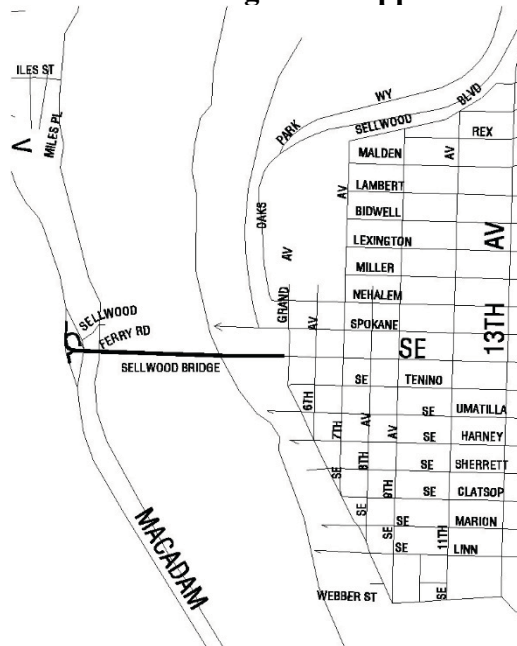 ILES ST
MILES PL
V
PARK
WY
SELLWOOD
BLVD
REX
MALDEN
AV
LAMBERT
AV
BIDWELL
OAKS
LEXINGTON
AV
AV
MILLER
NEHALEM
GRAND
SPOKANE
AV
13TH
SE
SELLWOOD
FERRY RD
SELLWOOD BRIDGE
SE TENINO
6TH
SE UMATILLA
7TH
AV
AV
SE HARNEY
8TH
SE SHERRETT
SE
9TH
SE CLATSOP
SE
SE MARION
SE
11TH
SE LINN
MACADAM
WEBBER ST
SE